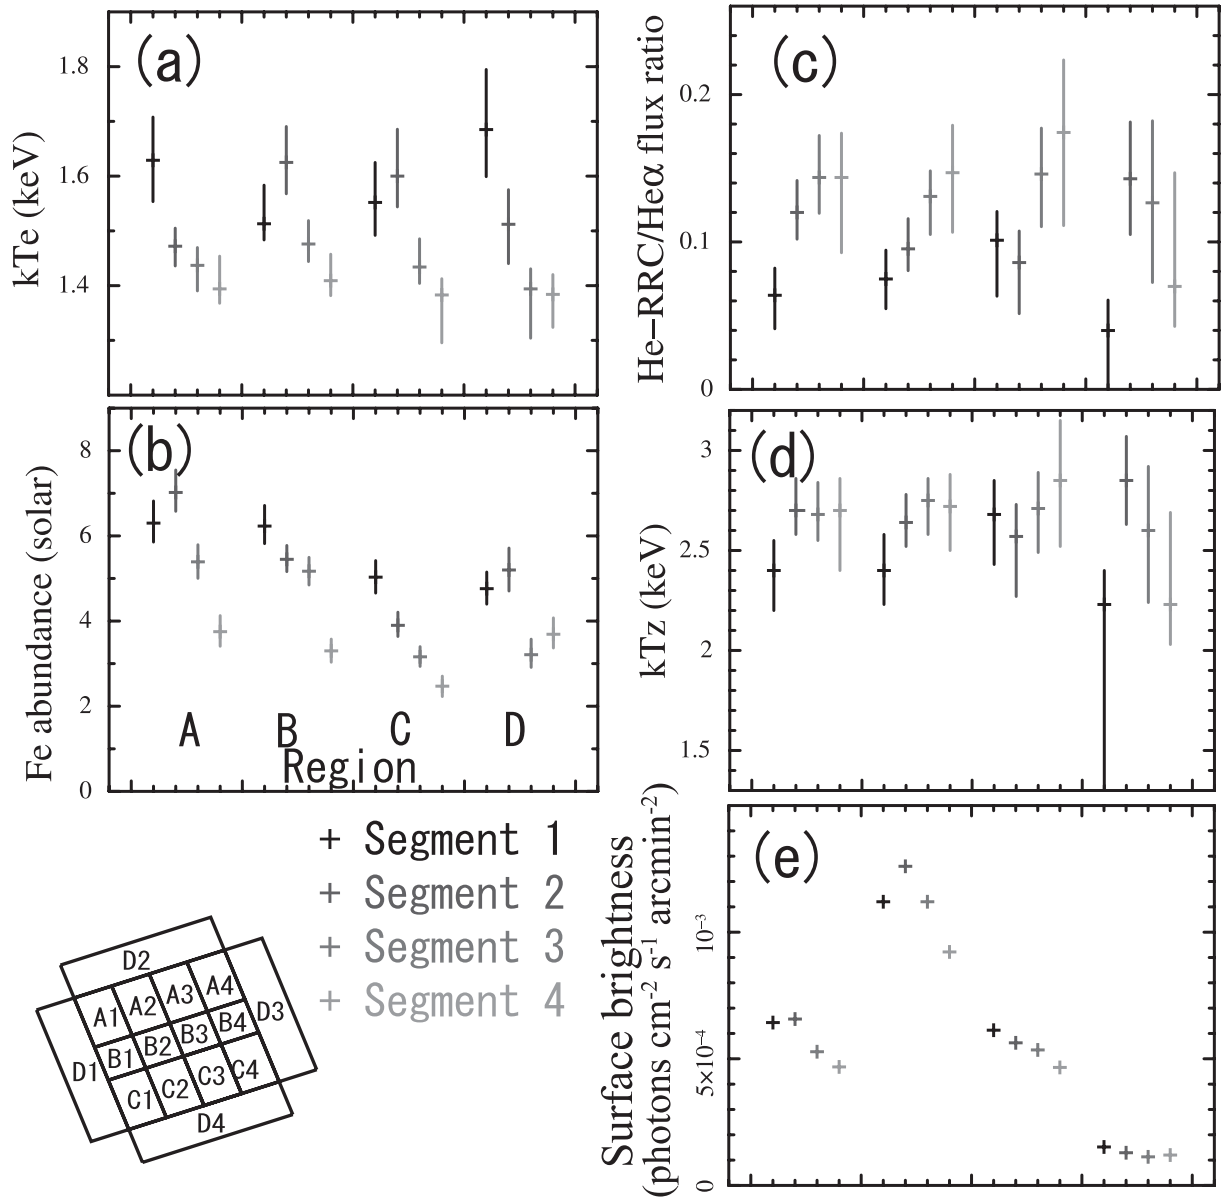 (a)
kTe (keV)
1.8
1.6
1.4
(b)
Fe abundance (solar)
8
6
4
2
0
A B C D
Region
(c)
He−RRC/Heα flux ratio
0.2
0.1
0
(d)
kTz (keV)
3
2.5
2
1.5
(e)
Surface brightness
(photons cm⁻² s⁻¹ arcmin⁻²)
10⁻³
5×10⁻⁴
0
+ Segment 1
+ Segment 2
+ Segment 3
+ Segment 4
D2
A1 A2 A3 A4
D1 B1 B2 B3 B4 D3
C1 C2 C3 C4
D4